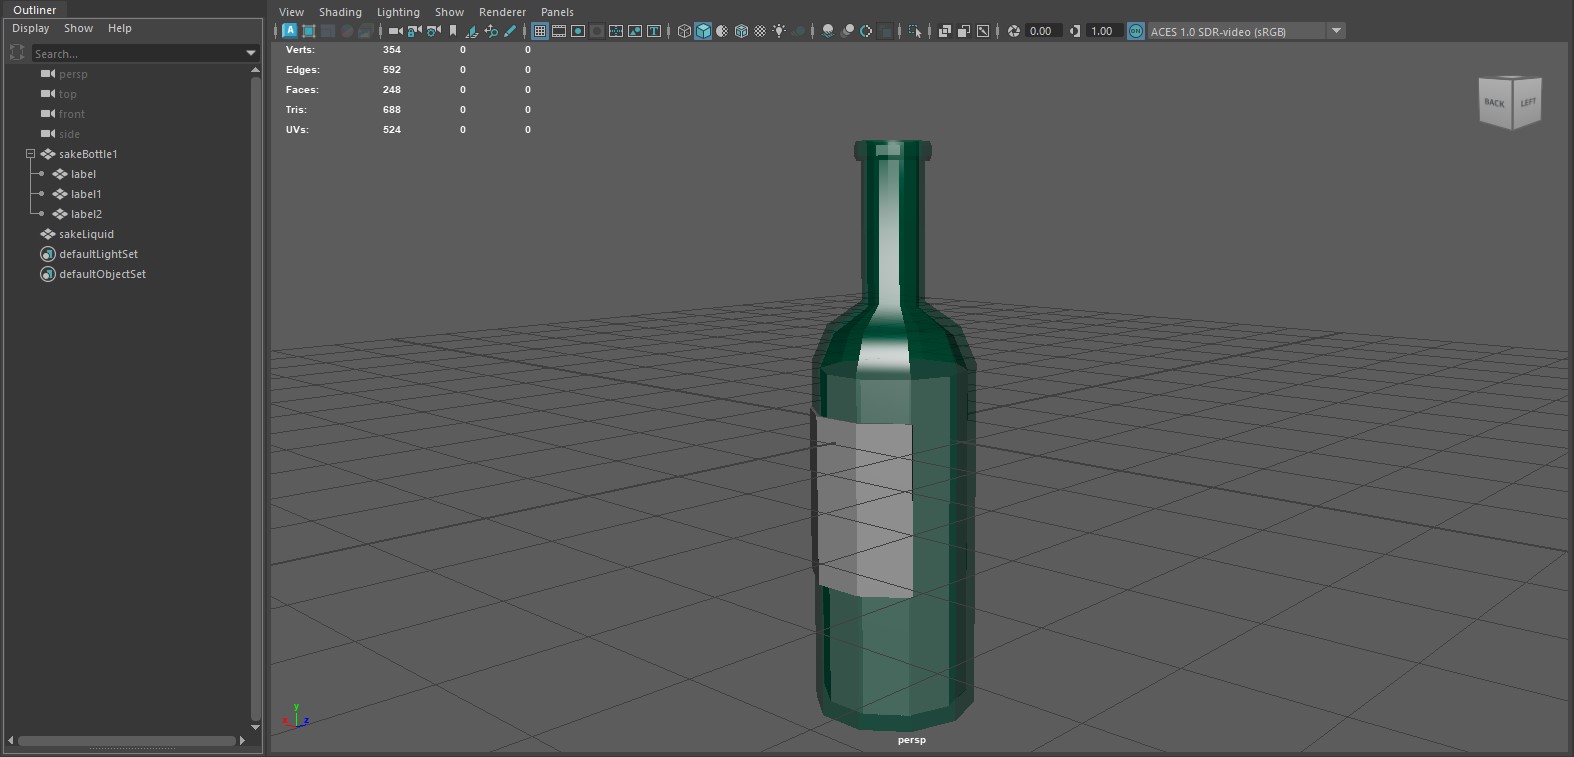 Outliner
Display Show Help
Search...
persp
top
front
side
sakeBottle1
label
label1
label2
sakeLiquid
defaultLightSet
defaultObjectSet
View Shading Lighting Show Renderer Panels
A T 0.00 1.00 ON ACES 1.0 SDR-video (sRGB)
Verts: 354 0 0
Edges: 592 0 0
Faces: 248 0 0
Tris: 688 0 0
UVs: 524 0 0
BACK LEFT
y
x z
persp